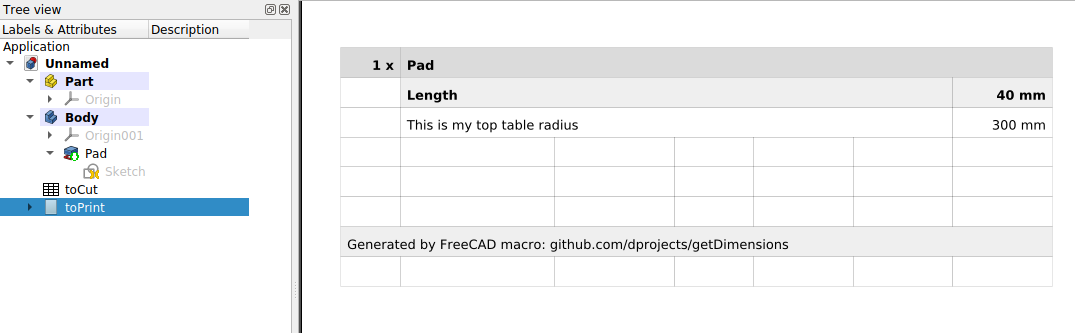 Tree view
Labels & Attributes Description
Application
Unnamed
Part
Origin
Body
Origin001
Pad
Sketch
toCut
toPrint
1 x Pad
Length 40 mm
This is my top table radius 300 mm
Generated by FreeCAD macro: github.com/dprojects/getDimensions